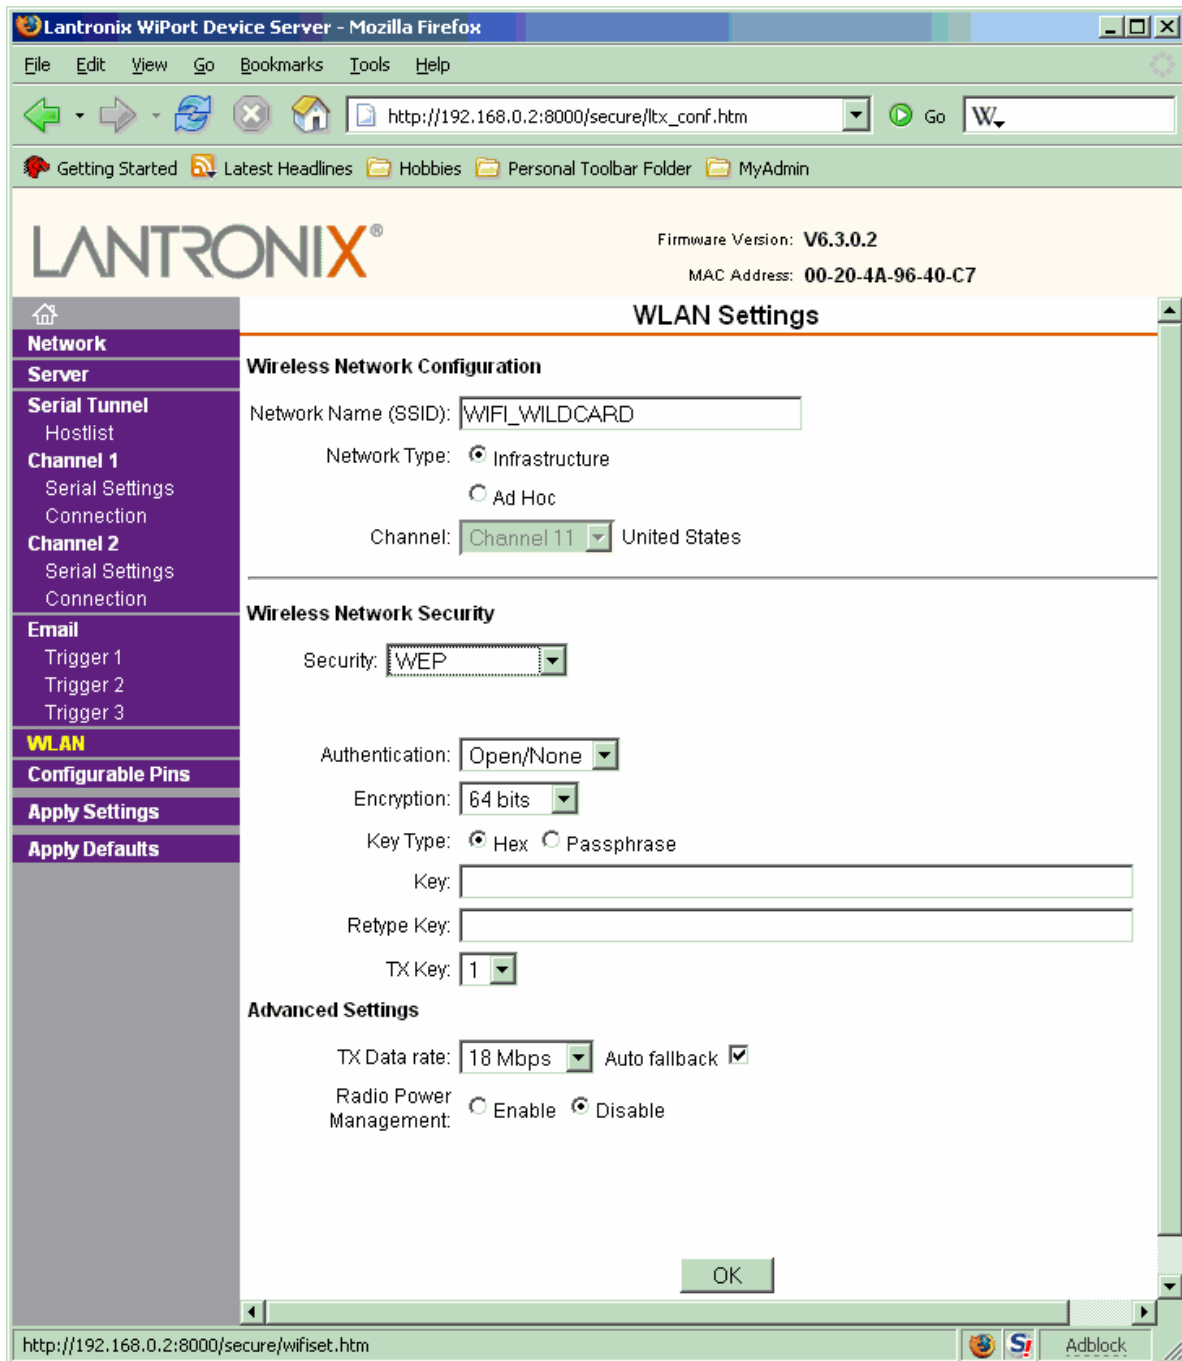 Lantronix WiPort Device Server - Mozilla Firefox
File Edit View Go Bookmarks Tools Help
http://192.168.0.2:8000/secure/ltx_conf.htm Go W
Getting Started Latest Headlines Hobbies Personal Toolbar Folder MyAdmin
LANTRONIX®
Firmware Version: V6.3.0.2
MAC Address: 00-20-4A-96-40-C7
Network
Server
Serial Tunnel
Hostlist
Channel 1
Serial Settings
Connection
Channel 2
Serial Settings
Connection
Email
Trigger 1
Trigger 2
Trigger 3
WLAN
Configurable Pins
Apply Settings
Apply Defaults
WLAN Settings
Wireless Network Configuration
Network Name (SSID): WIFI_WILDCARD
Network Type: Infrastructure
Ad Hoc
Channel: Channel 11 United States
Wireless Network Security
Security: WEP
Authentication: Open/None
Encryption: 64 bits
Key Type: Hex Passphrase
Key:
Retype Key:
TX Key: 1
Advanced Settings
TX Data rate: 18 Mbps Auto fallback
Radio Power
Management: Enable Disable
OK
http://192.168.0.2:8000/secure/wifiset.htm S! Adblock